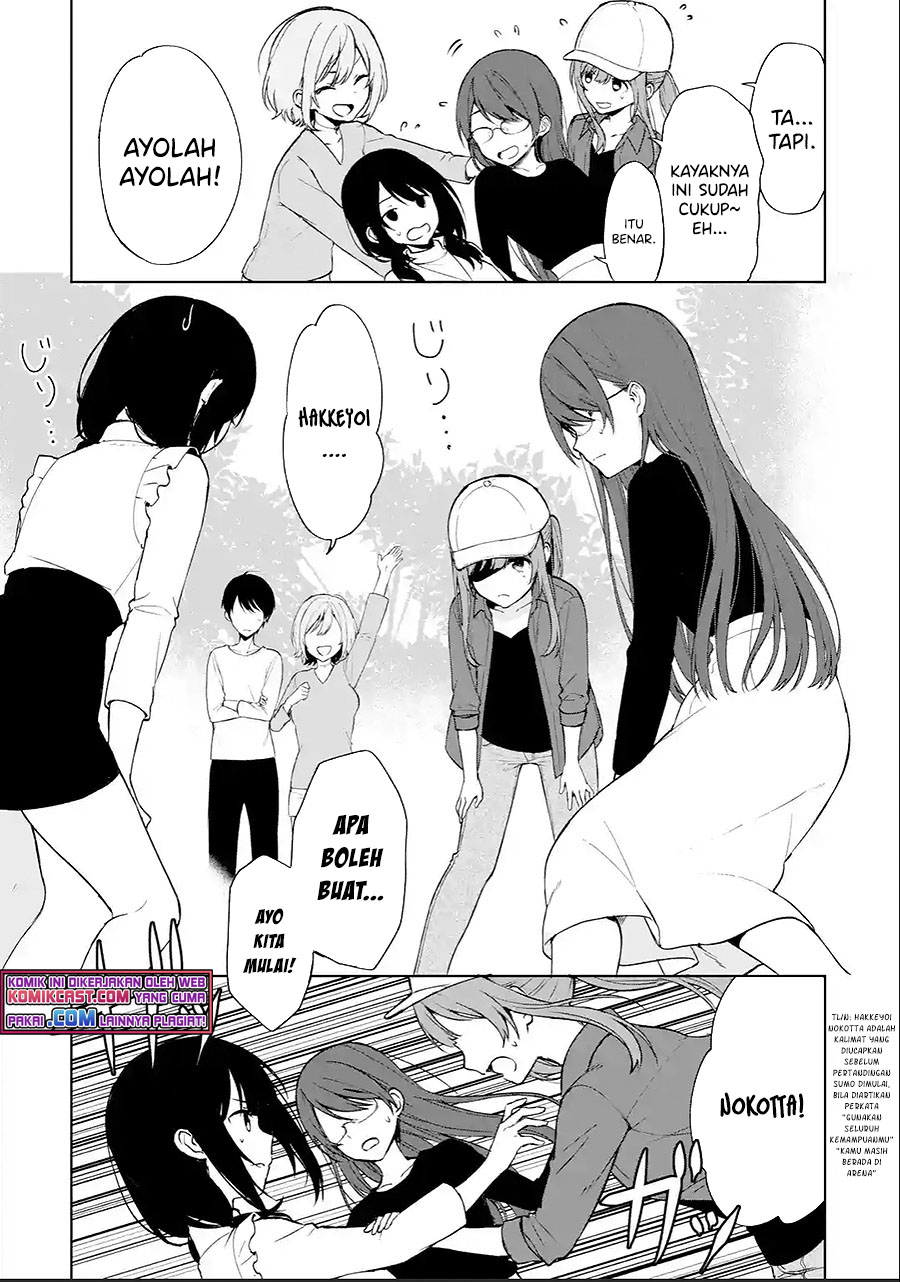 TA...
TAPI.
KAYAKNYA
INI SUDAH
CUKUP~
EH...
ITU
BENAR.
AYOLAH
AYOLAH!
じり…
HAKKEYOI
....
じり…
APA
BOLEH
BUAT...
AYO
KITA
MULAI!
KOMIK INI DIKERJAKAN OLEH WEB
KOMIKCAST.COM YANG CUMA
PAKAI .COM LAINNYA PLAGIAT!
NOKOTTA!
TL/N: HAKKEYOI
NOKOTTA ADALAH
KALIMAT YANG
DIUCAPKAN
SEBELUM
PERTANDINGAN
SUMO DIMULAI,
BILA DIARTIKAN
PERKATA
"GUNAKAN
SELURUH
KEMAMPUANMU"
"KAMU MASIH
BERADA DI
ARENA"